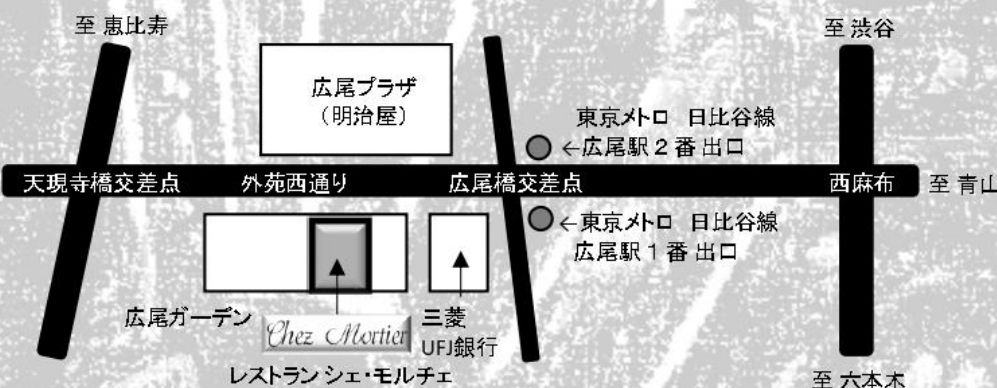 至 恵比寿
至 渋谷
広尾プラザ
(明治屋)
東京メトロ 日比谷線
←広尾駅2番出口
天現寺橋交差点
外苑西通り
広尾橋交差点
西麻布
至 青山
←東京メトロ 日比谷線
広尾駅1番出口
広尾ガーデン
Chez Mortier
三菱
UFJ銀行
レストランシェ・モルチェ
至 六本木